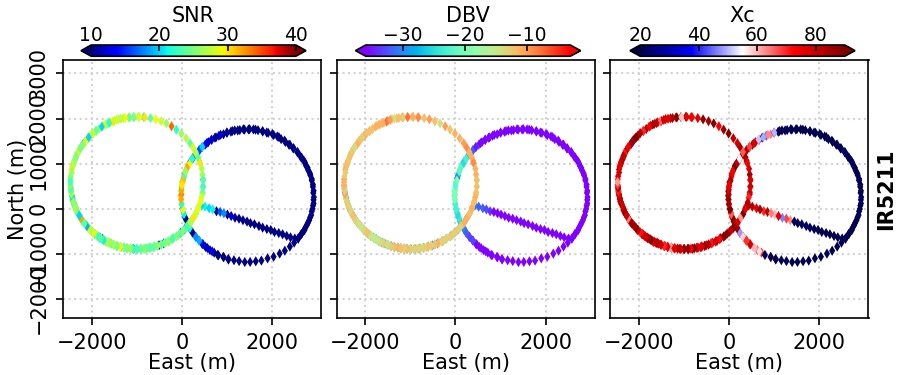 SNR DBV Xc
10 20 30 40 −30 −20 −10 20 40 60 80
North (m)
3000
2000
1000
0
−1000
−2000
IR5211
−2000 0 2000 −2000 0 2000 −2000 0 2000
East (m) East (m) East (m)